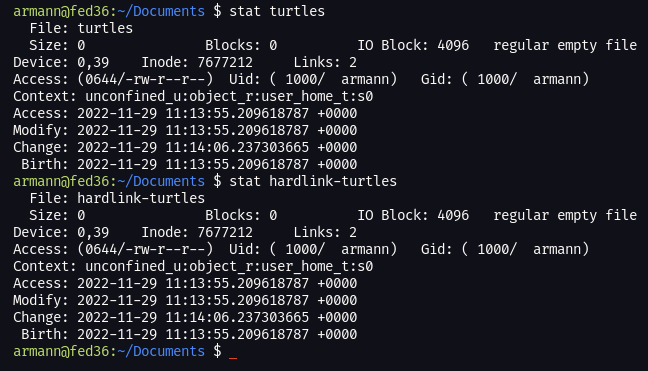 armann@fed36:~/Documents $ stat turtles
  File: turtles
  Size: 0               Blocks: 0          IO Block: 4096   regular empty file
Device: 0,39    Inode: 7677212     Links: 2
Access: (0644/-rw-r--r--)  Uid: ( 1000/  armann)   Gid: ( 1000/  armann)
Context: unconfined_u:object_r:user_home_t:s0
Access: 2022-11-29 11:13:55.209618787 +0000
Modify: 2022-11-29 11:13:55.209618787 +0000
Change: 2022-11-29 11:14:06.237303665 +0000
 Birth: 2022-11-29 11:13:55.209618787 +0000
armann@fed36:~/Documents $ stat hardlink-turtles
  File: hardlink-turtles
  Size: 0               Blocks: 0          IO Block: 4096   regular empty file
Device: 0,39    Inode: 7677212     Links: 2
Access: (0644/-rw-r--r--)  Uid: ( 1000/  armann)   Gid: ( 1000/  armann)
Context: unconfined_u:object_r:user_home_t:s0
Access: 2022-11-29 11:13:55.209618787 +0000
Modify: 2022-11-29 11:13:55.209618787 +0000
Change: 2022-11-29 11:14:06.237303665 +0000
 Birth: 2022-11-29 11:13:55.209618787 +0000
armann@fed36:~/Documents $ _